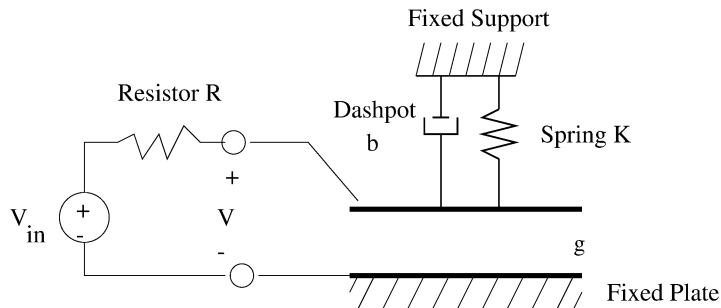 Fixed Support
Resistor R
Dashpot
b
Spring K
+
V
-
+
-
V
in
g
Fixed Plate